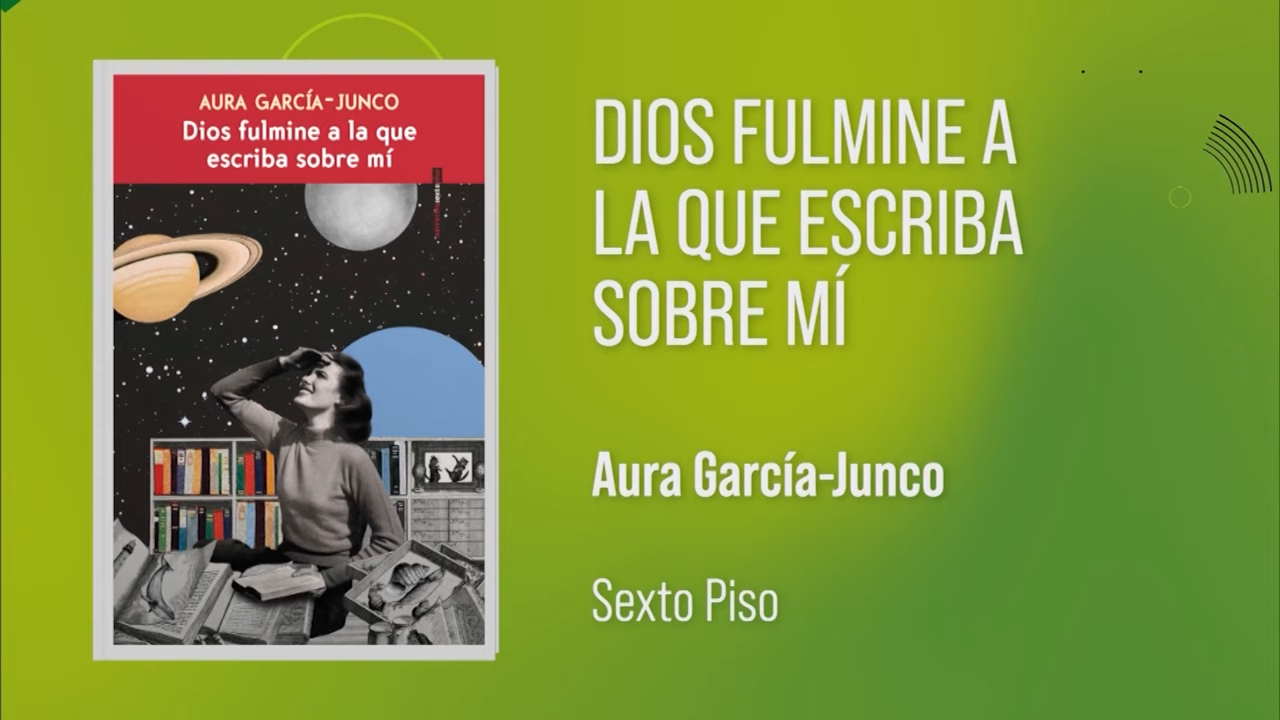 AURA GARCÍA-JUNCO
Dios fulmine a la que
escriba sobre mí
DIOS FULMINE A
LA QUE ESCRIBA
SOBRE MÍ
Aura García-Junco
Sexto Piso